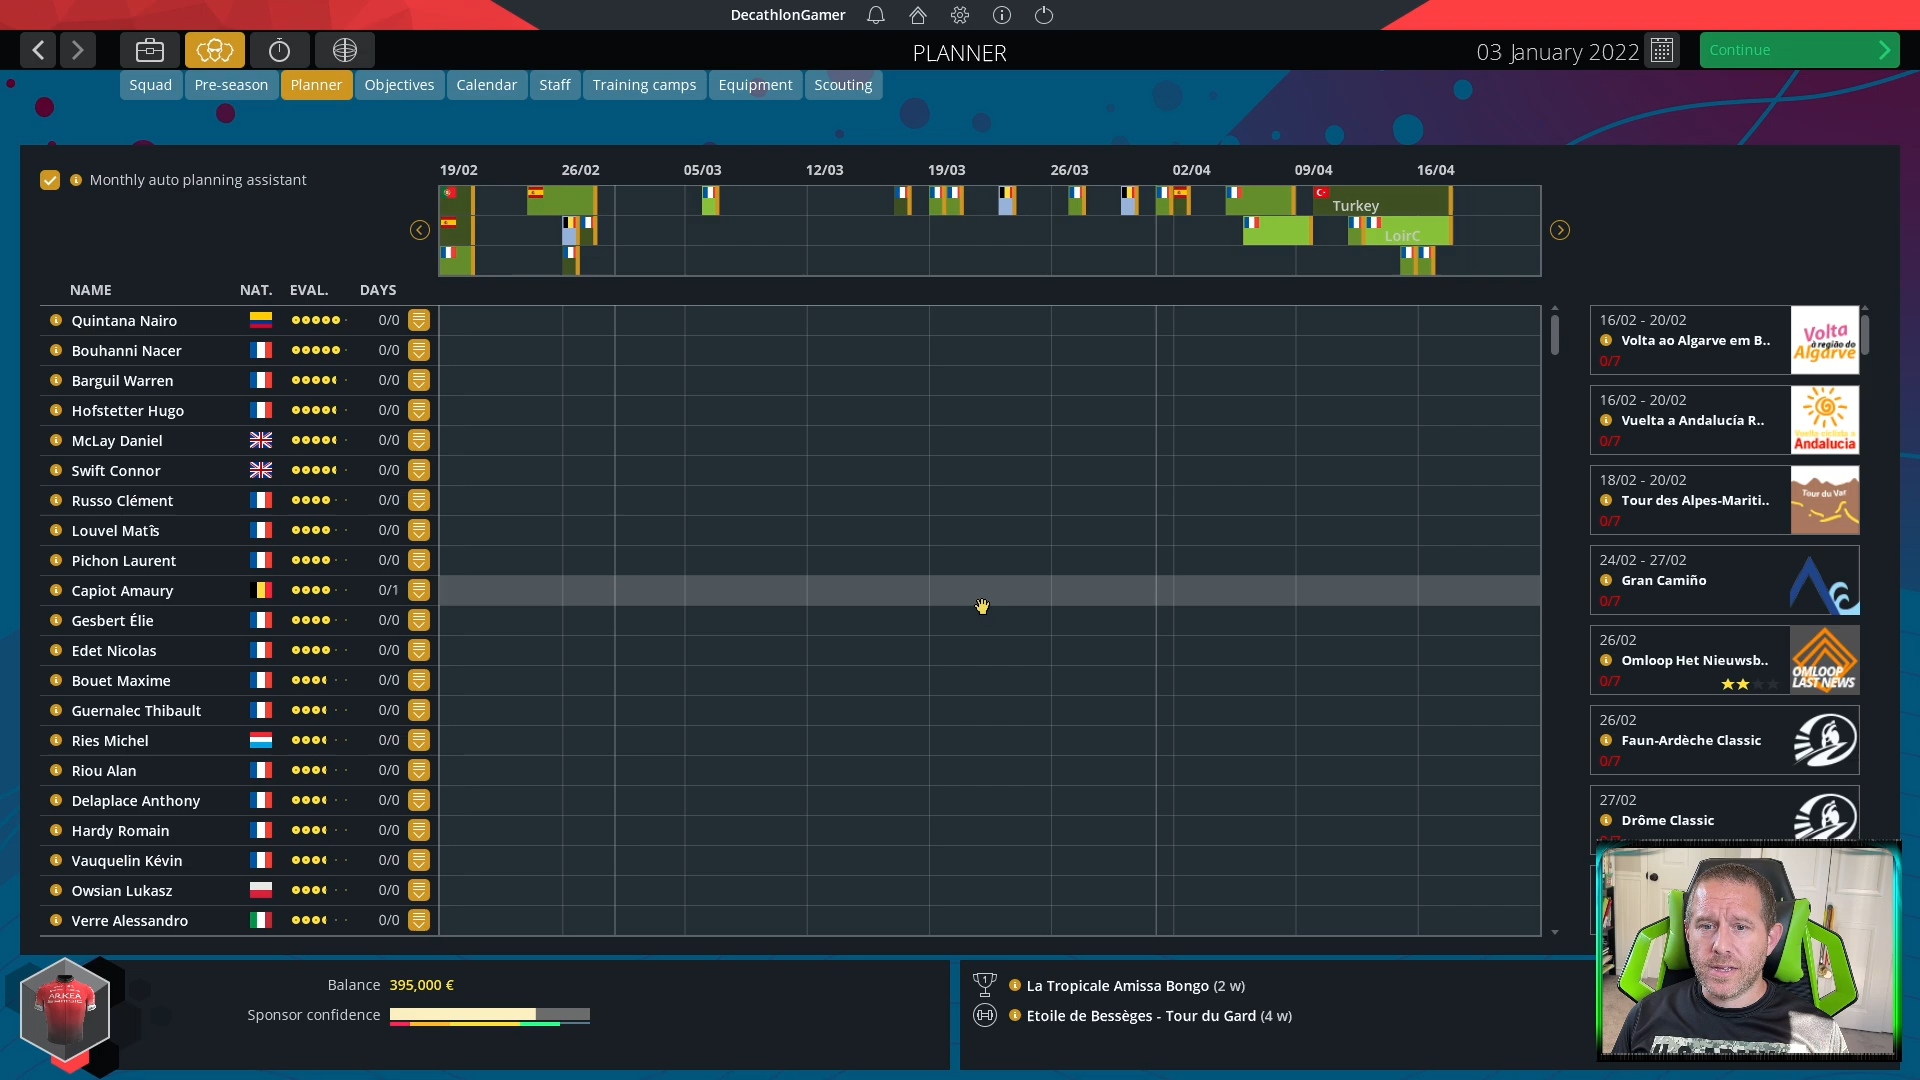 DecathlonGamer
PLANNER
03 January 2022
Continue
Squad
Pre-season
Planner
Objectives
Calendar
Staff
Training camps
Equipment
Scouting
Monthly auto planning assistant
19/02
26/02
05/03
12/03
19/03
26/03
02/04
09/04
16/04
Turkey
LoirC
NAME NAT. EVAL. DAYS
Quintana Nairo 0/0
Bouhanni Nacer 0/0
Barguil Warren 0/0
Hofstetter Hugo 0/0
McLay Daniel 0/0
Swift Connor 0/0
Russo Clément 0/0
Louvel Matîs 0/0
Pichon Laurent 0/0
Capiot Amaury 0/1
Gesbert Élie 0/0
Edet Nicolas 0/0
Bouet Maxime 0/0
Guernalec Thibault 0/0
Ries Michel 0/0
Riou Alan 0/0
Delaplace Anthony 0/0
Hardy Romain 0/0
Vauquelin Kévin 0/0
Owsian Lukasz 0/0
Verre Alessandro 0/0
16/02 - 20/02
Volta ao Algarve em B..
0/7
Volta
à região do
Algarve
16/02 - 20/02
Vuelta a Andalucía R..
0/7
Andalucia
18/02 - 20/02
Tour des Alpes-Mariti..
0/7
Tour du Var
24/02 - 27/02
Gran Camiño
0/7
26/02
Omloop Het Nieuwsb..
0/7
OMLOOP
LAST NEWS
26/02
Faun-Ardèche Classic
0/7
27/02
Drôme Classic
Balance 395,000 €
Sponsor confidence
ARKEA
La Tropicale Amissa Bongo (2 w)
Etoile de Bessèges - Tour du Gard (4 w)